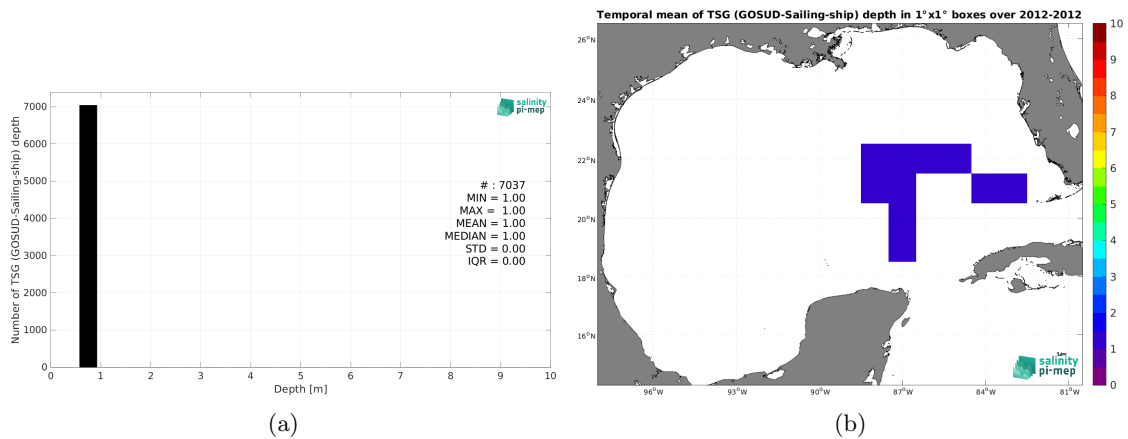 Temporal mean of TSG (GOSUD-Sailing-ship) depth in 1°x1° boxes over 2012-2012
Number of TSG (GOSUD-Sailing-ship) depth
7000
6000
5000
4000
3000
2000
1000
0
salinity
pi-mep
# : 7037
MIN = 1.00
MAX = 1.00
MEAN = 1.00
MEDIAN = 1.00
STD = 0.00
IQR = 0.00
0 1 2 3 4 5 6 7 8 9 10
Depth [m]
(a)
26°N
24°N
22°N
20°N
18°N
16°N
96°W 93°W 90°W 87°W 84°W 81°W
salinity
pi-mep
10
9
8
7
6
5
4
3
2
1
0
(b)